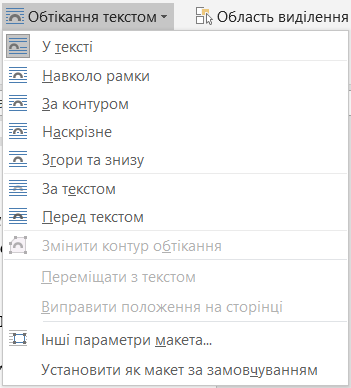 Обтікання текстом
Область виділення
У тексті
Навколо рамки
За контуром
Наскрізне
Згори та знизу
За текстом
Перед текстом
Змінити контур обтікання
Переміщати з текстом
Виправити положення на сторінці
Інші параметри макета...
Установити як макет за замовчуванням